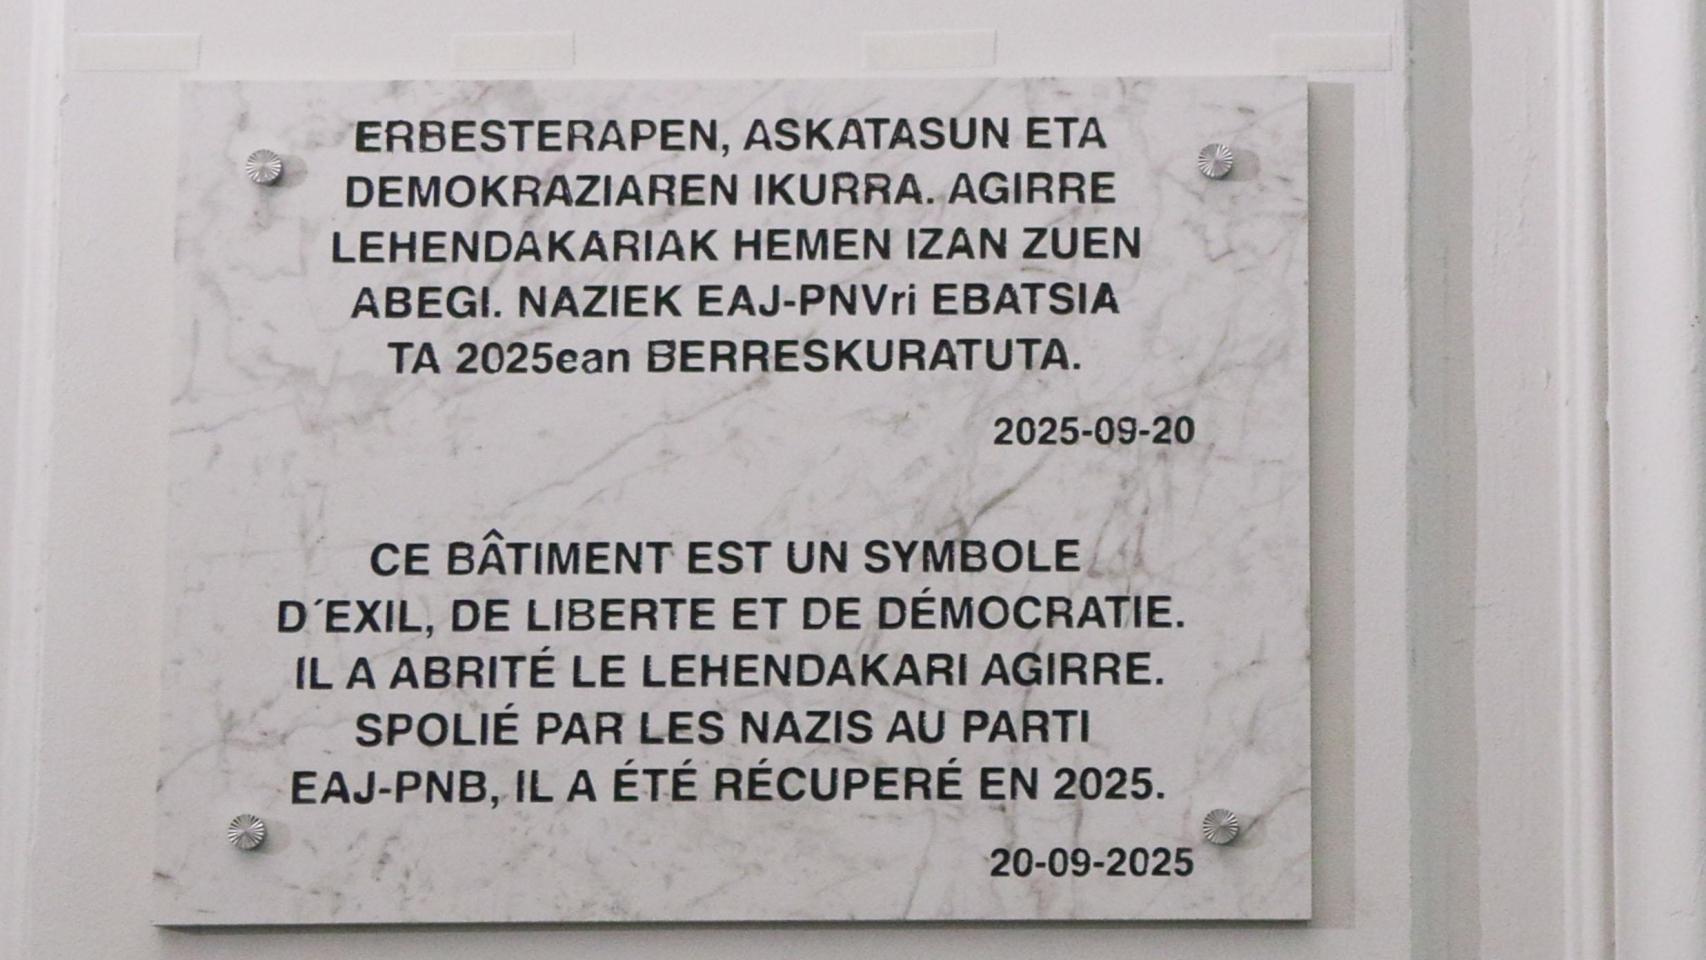 ERBESTERAPEN, ASKATASUN ETA
DEMOKRAZIAREN IKURRA. AGIRRE
LEHENDAKARIAK HEMEN IZAN ZUEN
ABEGI. NAZIEK EAJ-PNVri EBATSIA
TA 2025ean BERRESKURATUTA.
2025-09-20
CE BÂTIMENT EST UN SYMBOLE
D´EXIL, DE LIBERTE ET DE DÉMOCRATIE.
IL A ABRITÉ LE LEHENDAKARI AGIRRE.
SPOLIÉ PAR LES NAZIS AU PARTI
EAJ-PNB, IL A ÉTÉ RÉCUPERÉ EN 2025.
20-09-2025